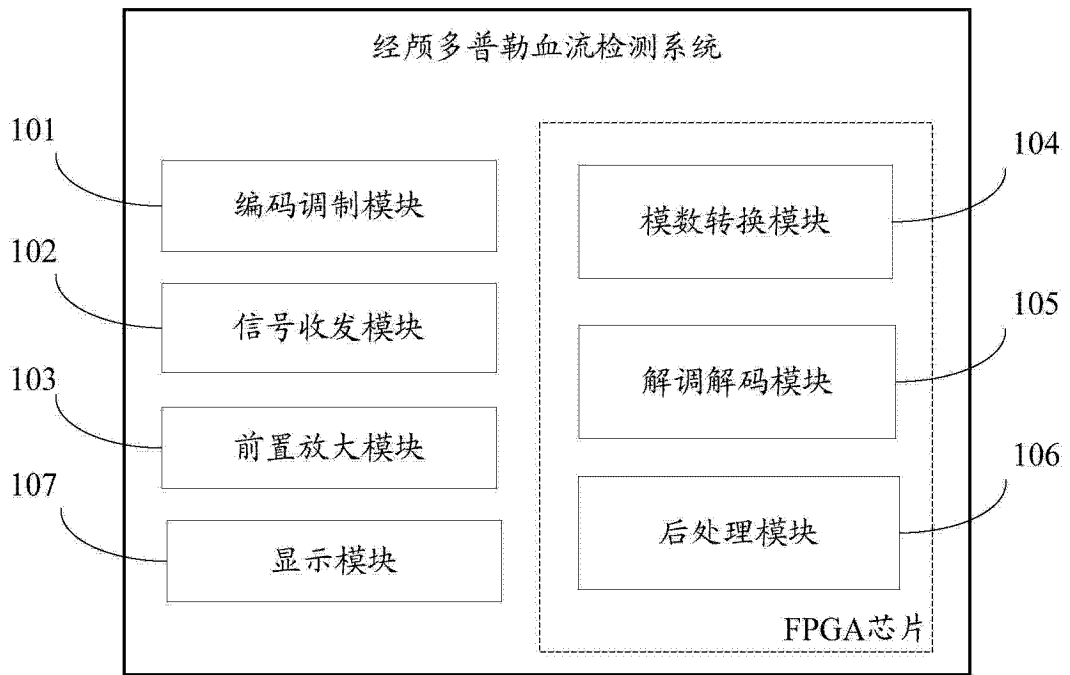 经颅多普勒血流检测系统
101
编码调制模块
102
信号收发模块
103
前置放大模块
107
显示模块
104
模数转换模块
105
解调解码模块
106
后处理模块
FPGA芯片